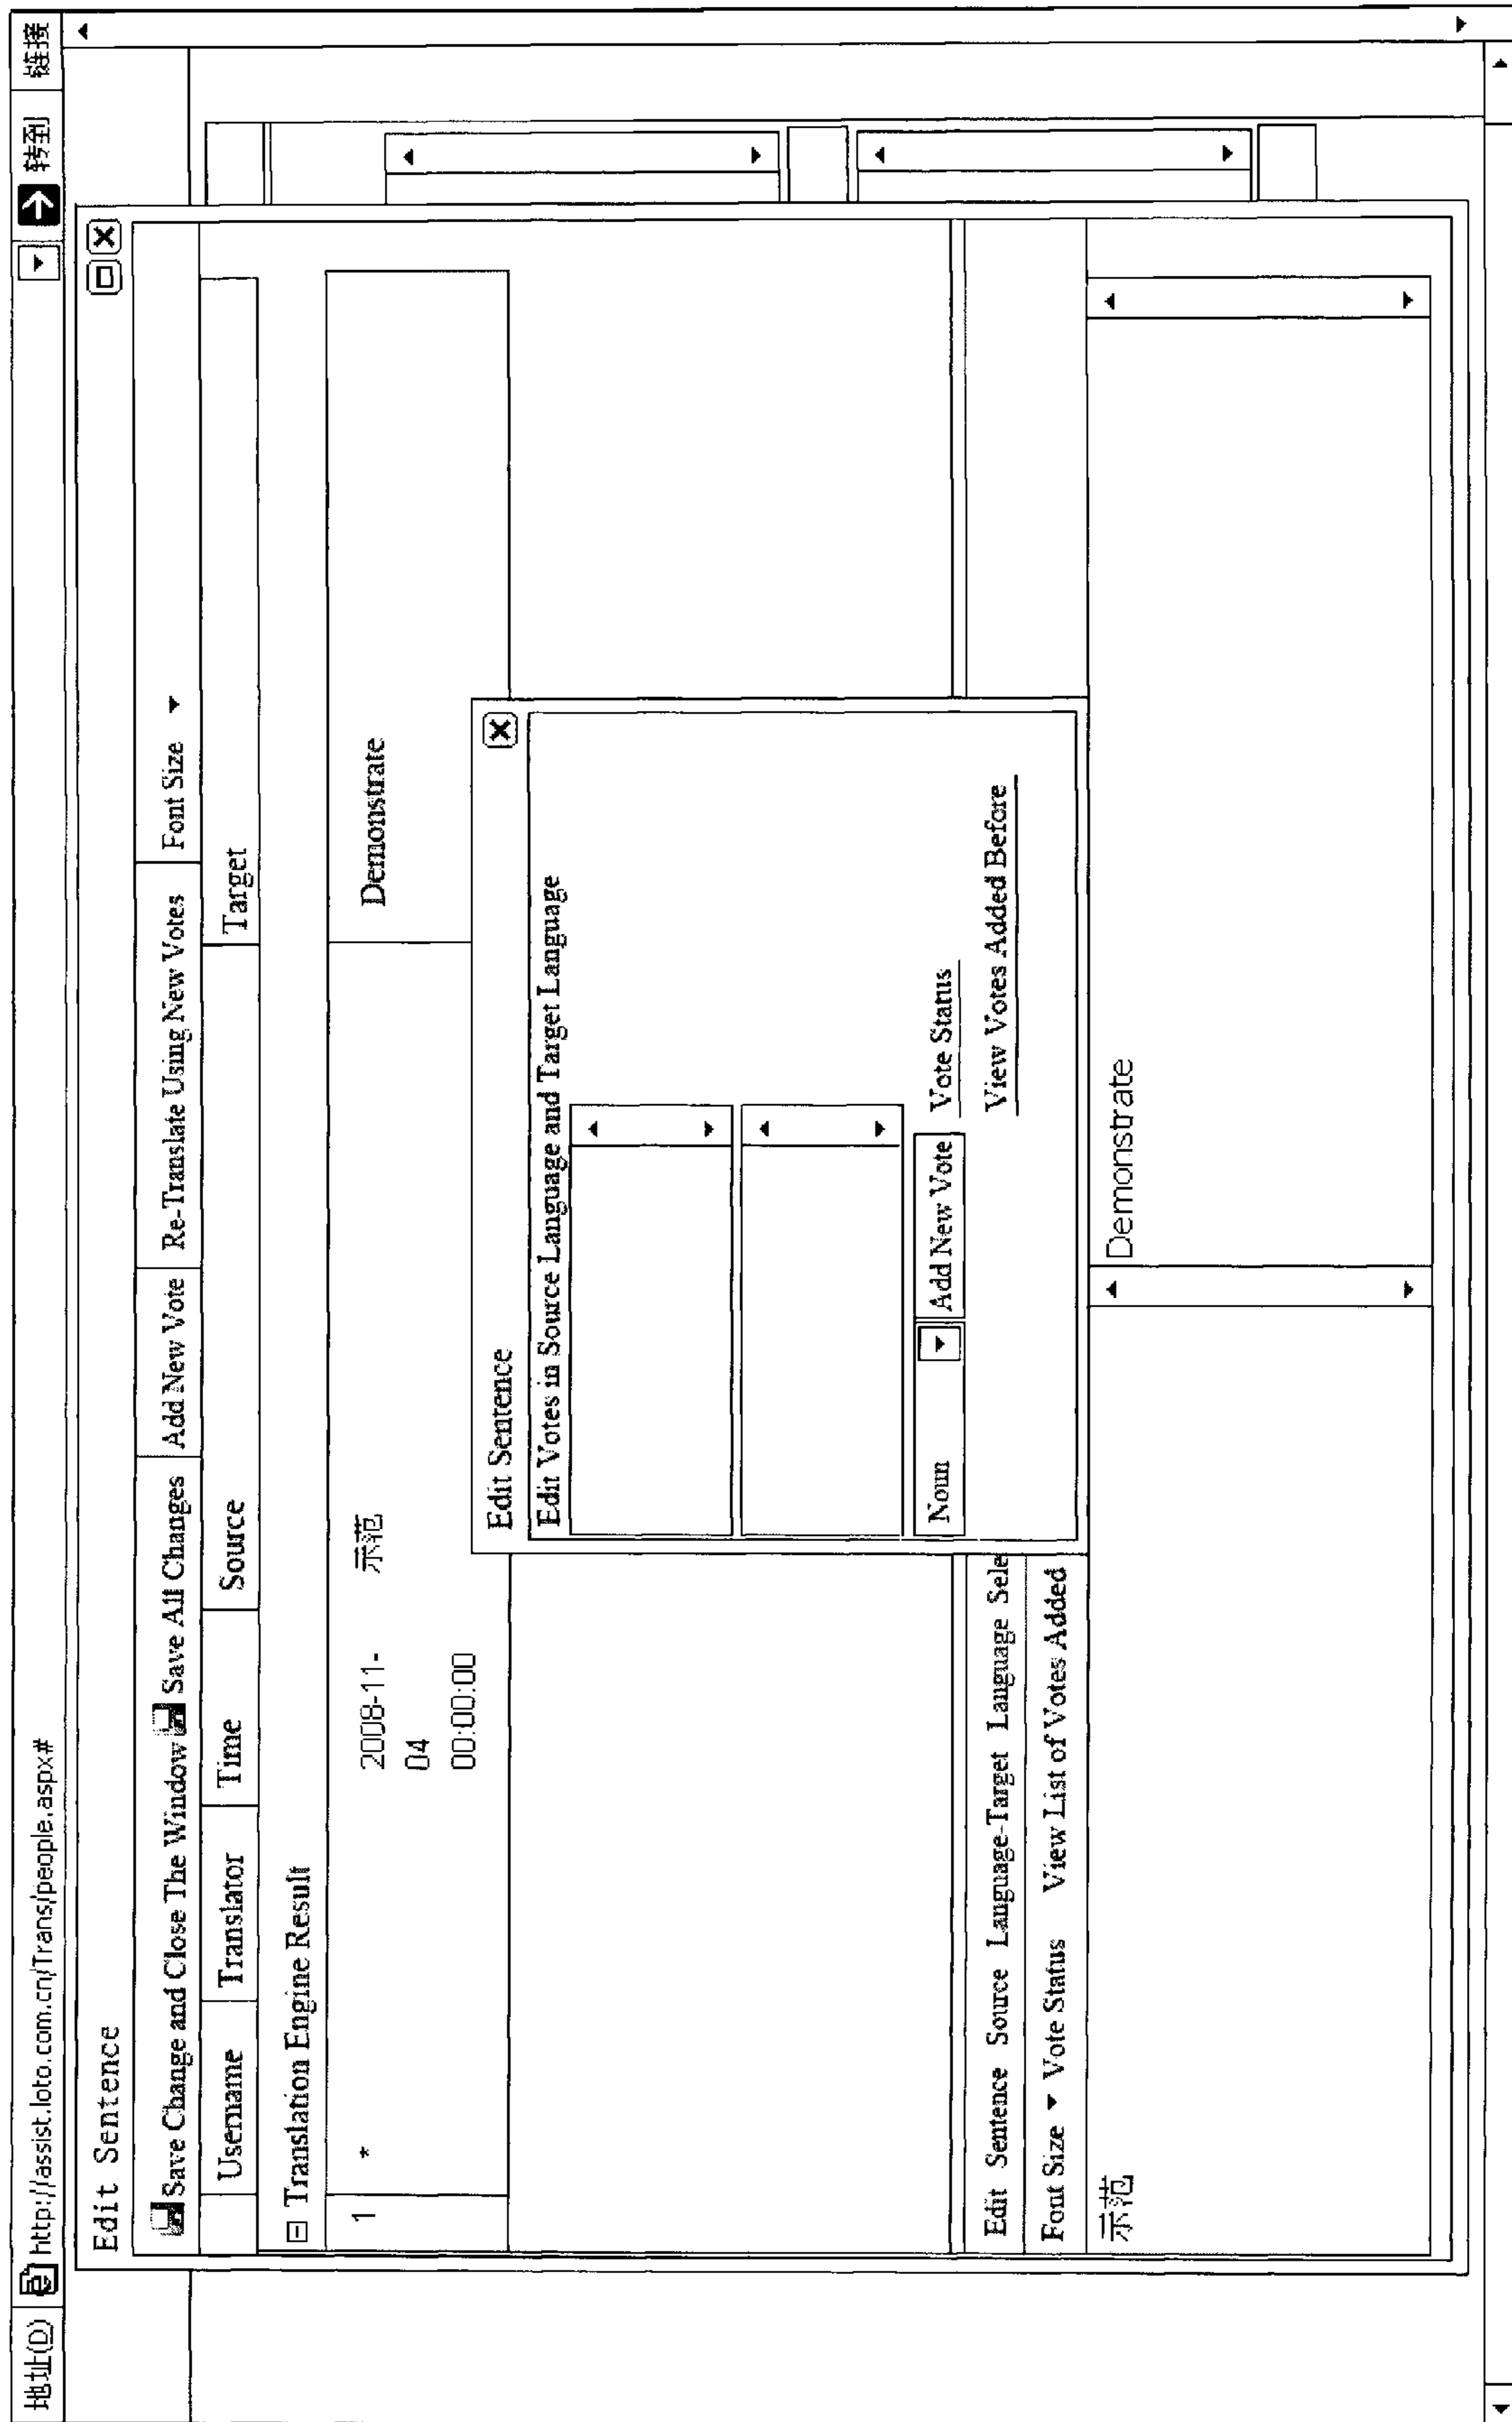 地址(D) http://assist.loto.com.cn/Trans/people.aspx# 转到 链接
Edit Sentence
Save Change and Close The Window Save All Changes Add New Vote Re-Translate Using New Votes Font Size
Username Translator Time Source Target
Translation Engine Result
1 * 2008-11- 示范 Demonstrate
04
00:00:00
Edit Sentence
Edit Votes in Source Language and Target Language
Noun Add New Vote Vote Status
View Votes Added Before
Edit Sentence Source Language-Target Language Sele
Font Size Vote Status View List of Votes Added
示范 Demonstrate